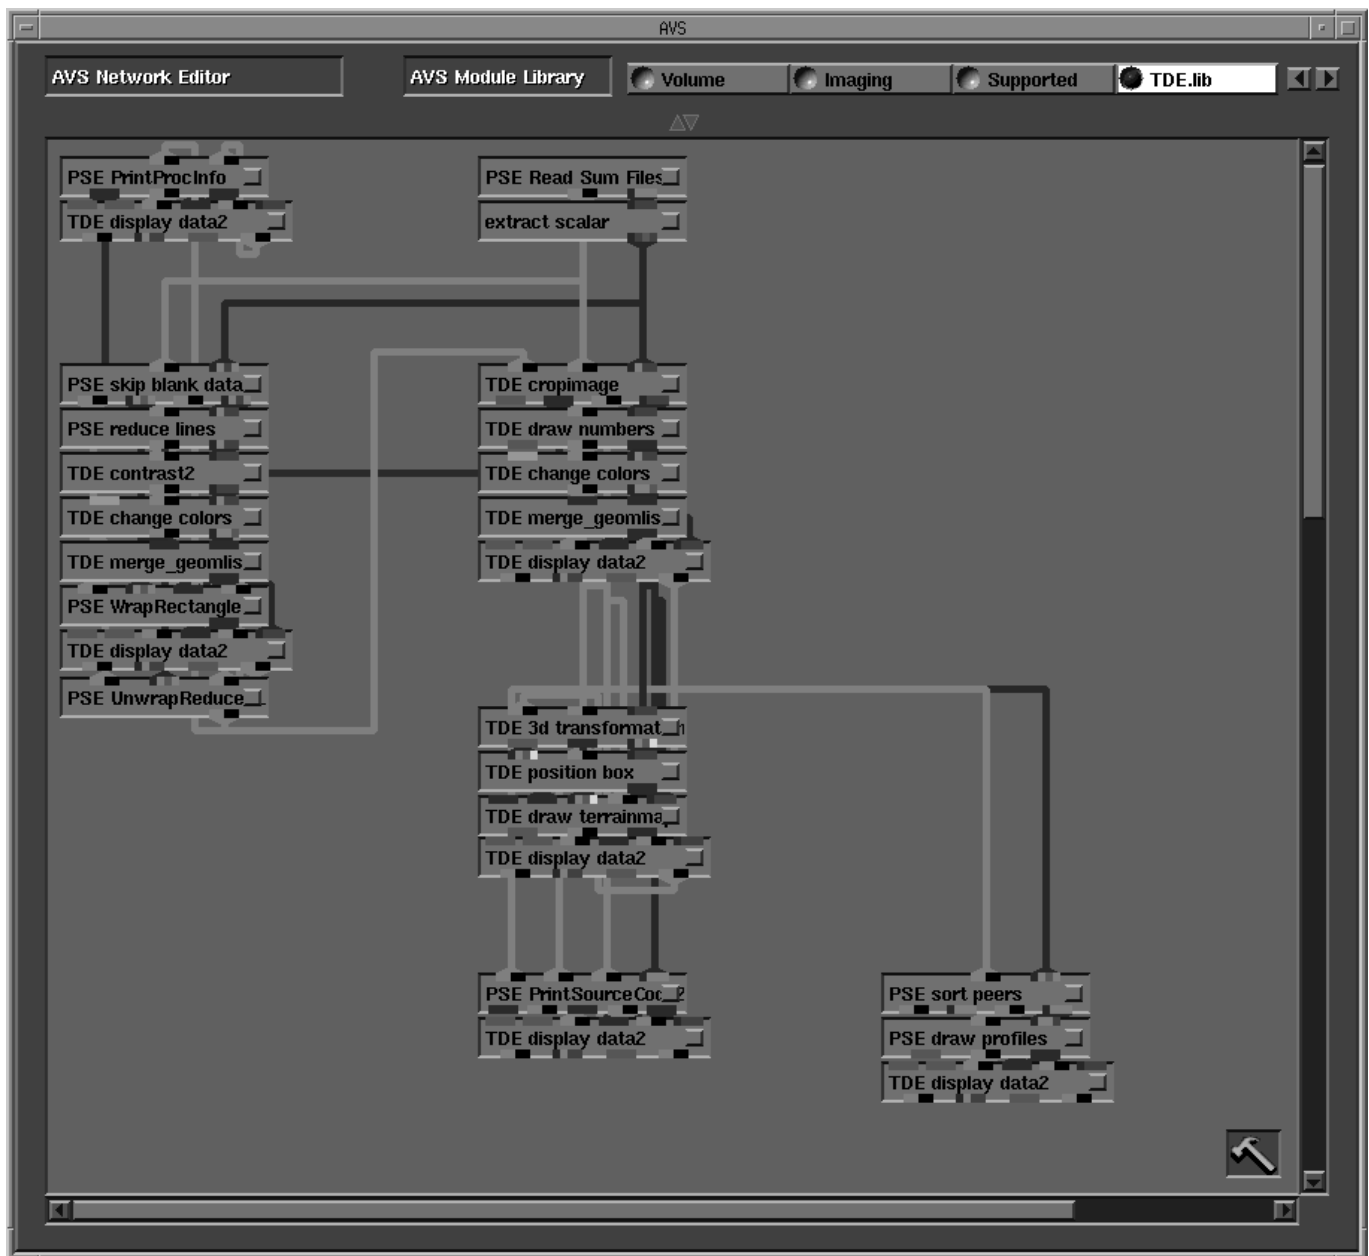 AVS
AVS Network Editor
AVS Module Library
Volume
Imaging
Supported
TDE.lib
PSE PrintProcInfo
TDE display data2
PSE Read Sum Files
extract scalar
PSE skip blank data
PSE reduce lines
TDE contrast2
TDE change colors
TDE merge_geomlis
PSE WrapRectangle
TDE display data2
PSE UnwrapReduce
TDE cropimage
TDE draw numbers
TDE change colors
TDE merge_geomlis
TDE display data2
TDE 3d transformat
TDE position box
TDE draw terrainma
TDE display data2
PSE PrintSourceCod
TDE display data2
PSE sort peers
PSE draw profiles
TDE display data2